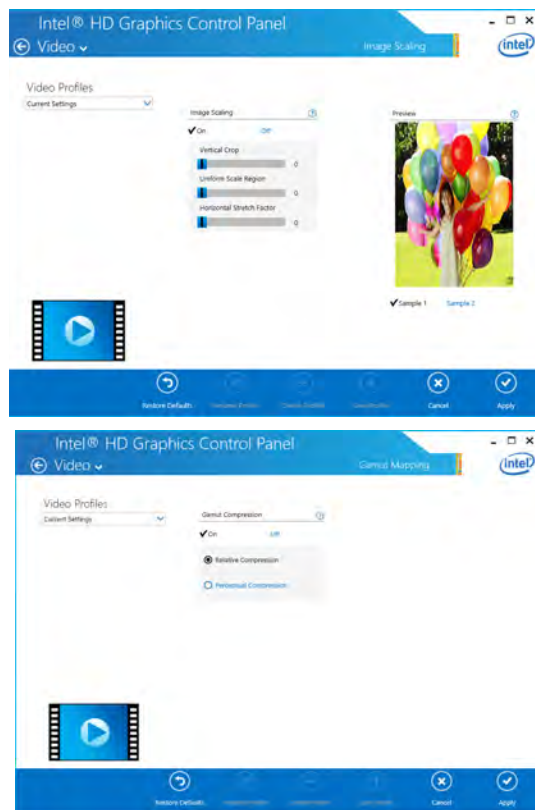 Intel® HD Graphics Control Panel
Video
Image Scaling
intel
Video Profiles
Current Settings
Image Scaling
Preview
On Off
Vertical Crop
0
Uniform Scale Region
0
Horizontal Stretch Factor
0
Sample 1 Sample 2
Restore Defaults
Cancel
Apply
Intel® HD Graphics Control Panel
Video
Gamut Mapping
intel
Video Profiles
Current Settings
Gamut Compression
On Off
Relative Compression
Perceptual Compression
Restore Defaults
Cancel
Apply